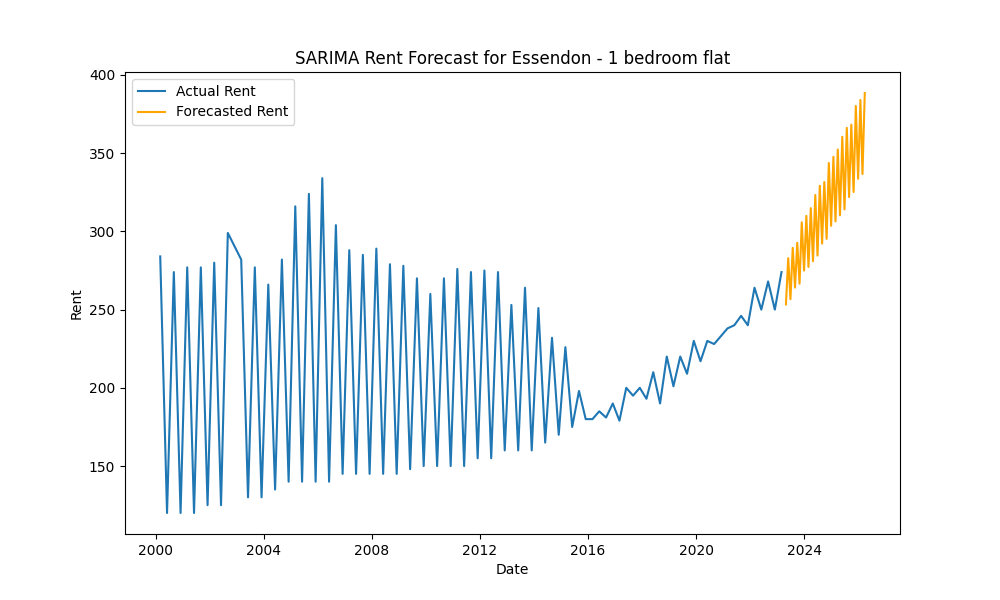 SARIMA Rent Forecast for Essendon - 1 bedroom flat
Actual Rent
Forecasted Rent
400
350
300
250
200
150
Rent
2000 2004 2008 2012 2016 2020 2024
Date